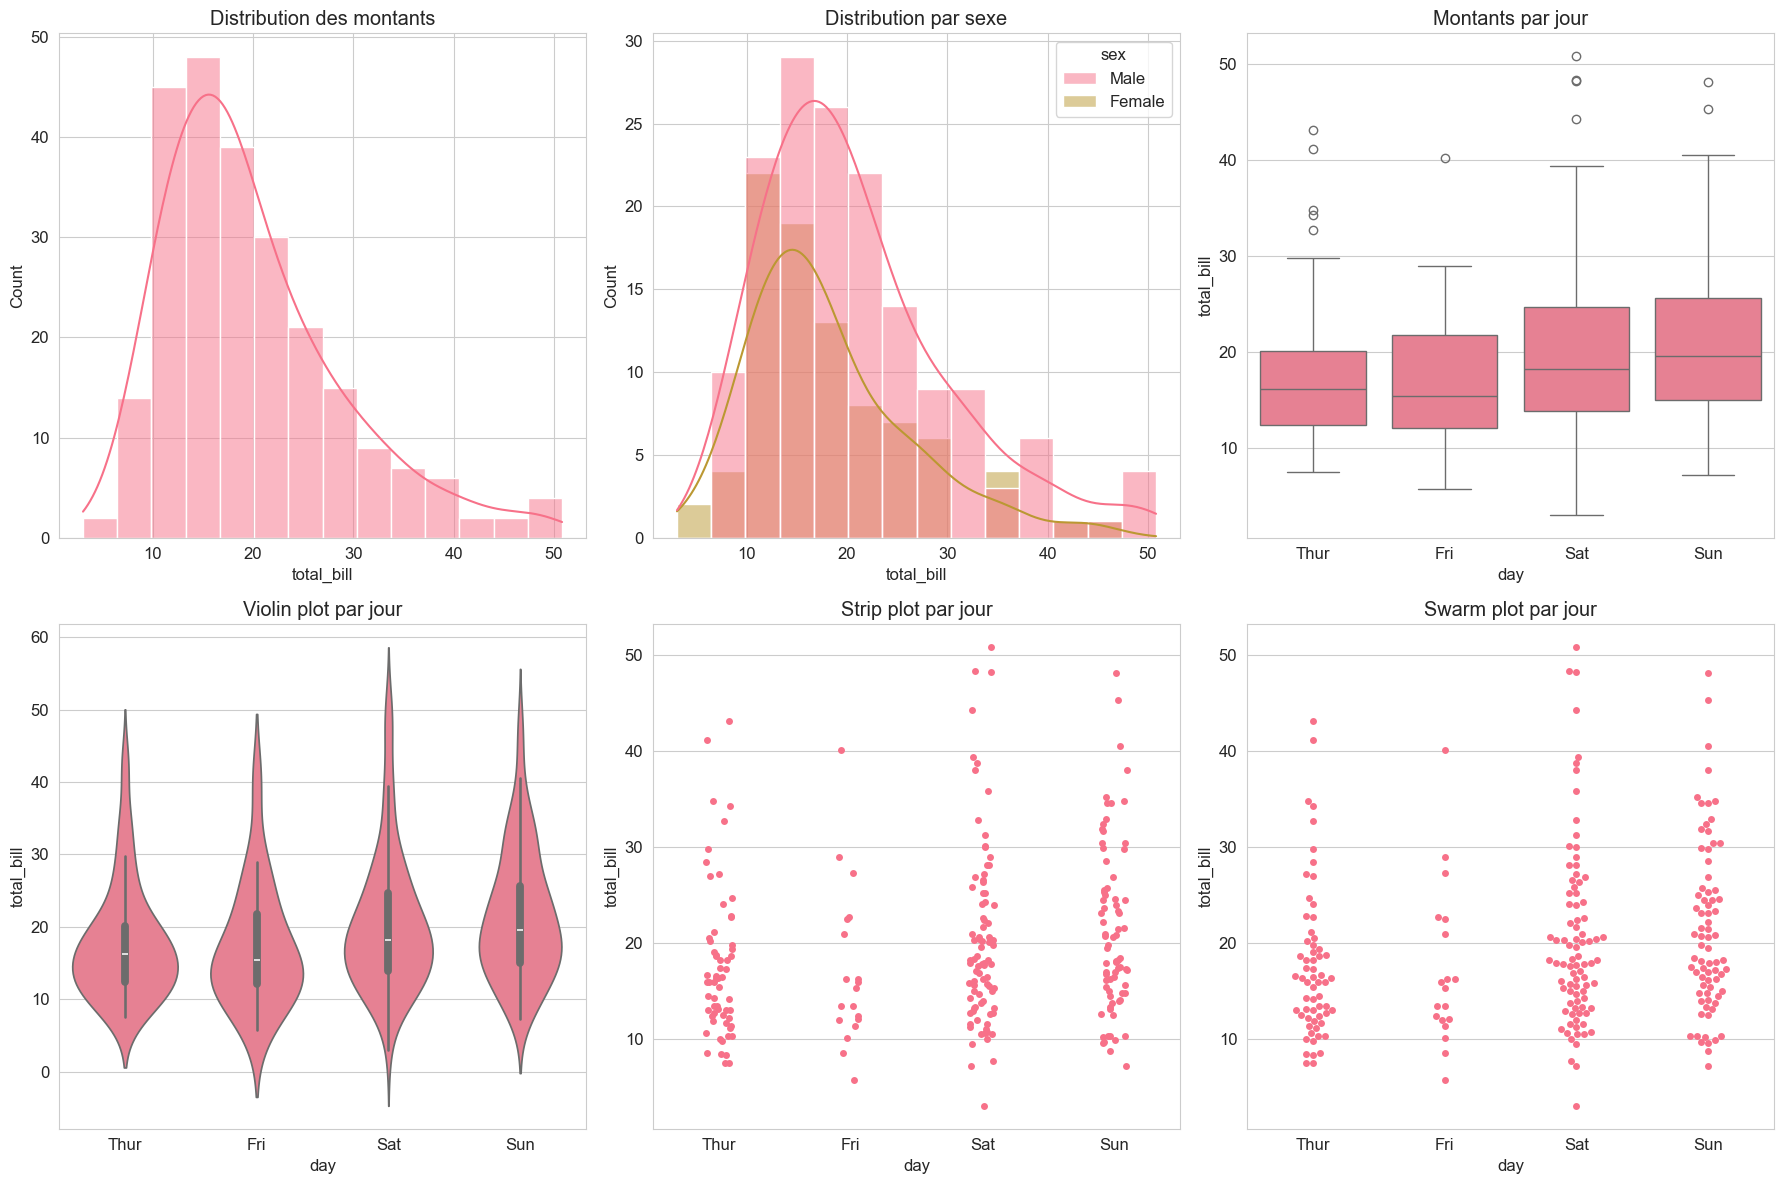 Distribution des montants
50
40
30
20
10
0
Count
10
20
30
40
50
total_bill
Distribution par sexe
sex
Male
Female
30
25
20
15
10
5
0
Count
10
20
30
40
50
total_bill
Montants par jour
50
40
30
20
10
total_bill
Thur
Fri
Sat
Sun
day
Violin plot par jour
60
50
40
30
20
10
0
total_bill
Thur
Fri
Sat
Sun
day
Strip plot par jour
50
40
30
20
10
total_bill
Thur
Fri
Sat
Sun
day
Swarm plot par jour
50
40
30
20
10
total_bill
Thur
Fri
Sat
Sun
day